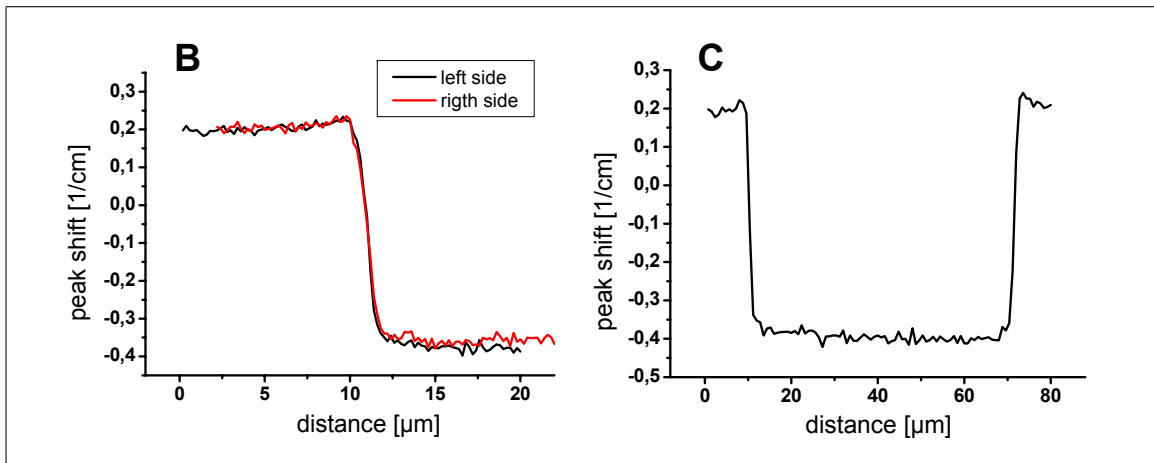 B
left side
rigth side
peak shift [1/cm]
0,3
0,2
0,1
0,0
-0,1
-0,2
-0,3
-0,4
0 5 10 15 20
distance [µm]
C
peak shift [1/cm]
0,3
0,2
0,1
0,0
-0,1
-0,2
-0,3
-0,4
-0,5
0 20 40 60 80
distance [µm]